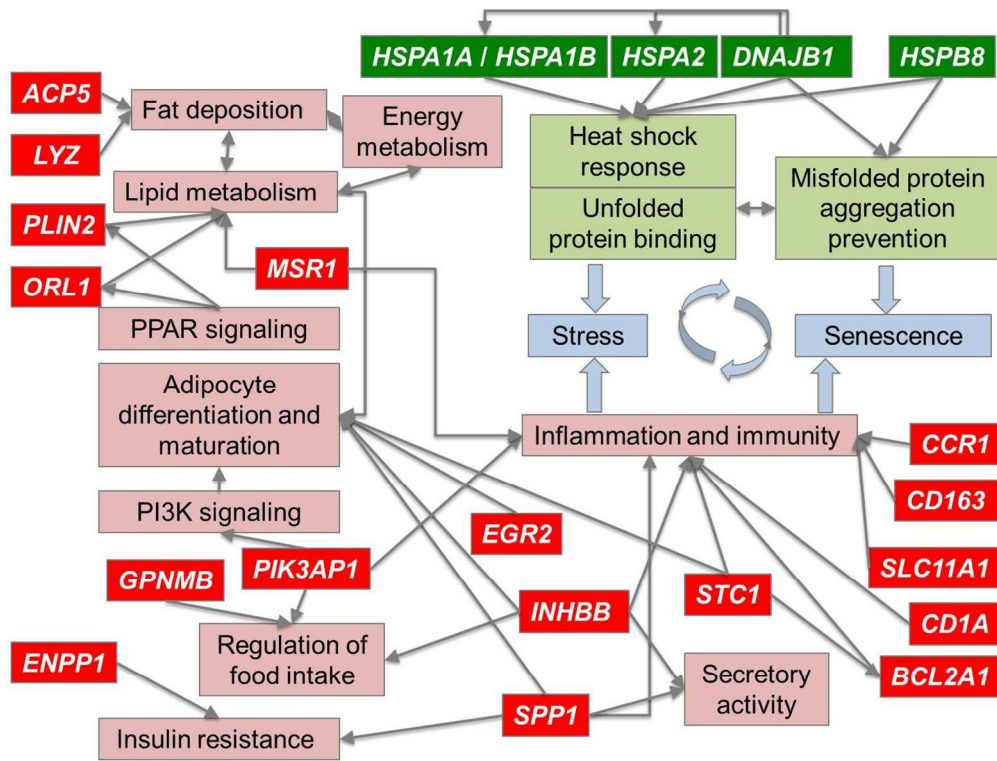 HSPA1A / HSPA1B
HSPA2
DNAJB1
HSPB8
ACP5
Fat deposition
Energy
metabolism
LYZ
Lipid metabolism
Heat shock
response
Unfolded
protein binding
Misfolded protein
aggregation
prevention
PLIN2
ORL1
MSR1
PPAR signaling
Stress
Senescence
Adipocyte
differentiation and
maturation
Inflammation and immunity
CCR1
CD163
PI3K signaling
EGR2
GPNMB
PIK3AP1
SLC11A1
STC1
INHBB
CD1A
Regulation of
food intake
ENPP1
BCL2A1
Secretory
activity
SPP1
Insulin resistance